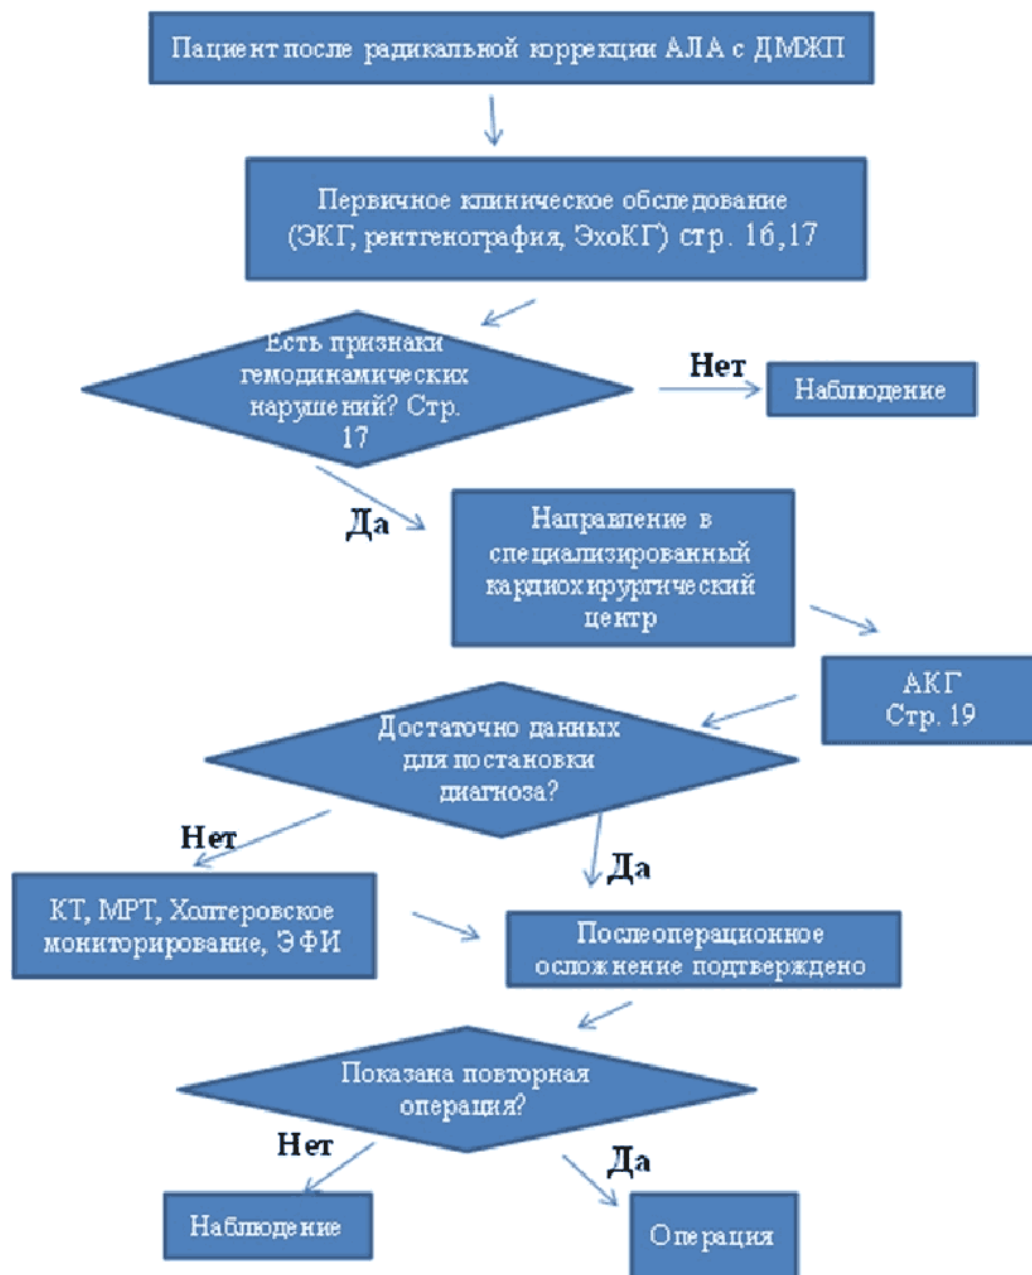 Пациент после радикальной коррекции АЛА с ДМЖП
Первичное клиническое обследование
(ЭКГ, рентгенография, ЭхоКГ) стр. 16,17
Есть признаки
гемодинамических
нарушений? Стр.
17
Нет
Наблюдение
Да
Направление в
специализированный
кардиохирургический
центр
АКГ
Стр. 19
Достаточно данных
для постановки
диагноза?
Нет
Да
КТ, МРТ, Холтеровское
мониторирование, ЭФИ
Послеоперационное
осложнение подтверждено
Показана повторная
операция?
Нет
Да
Наблюдение
Операция